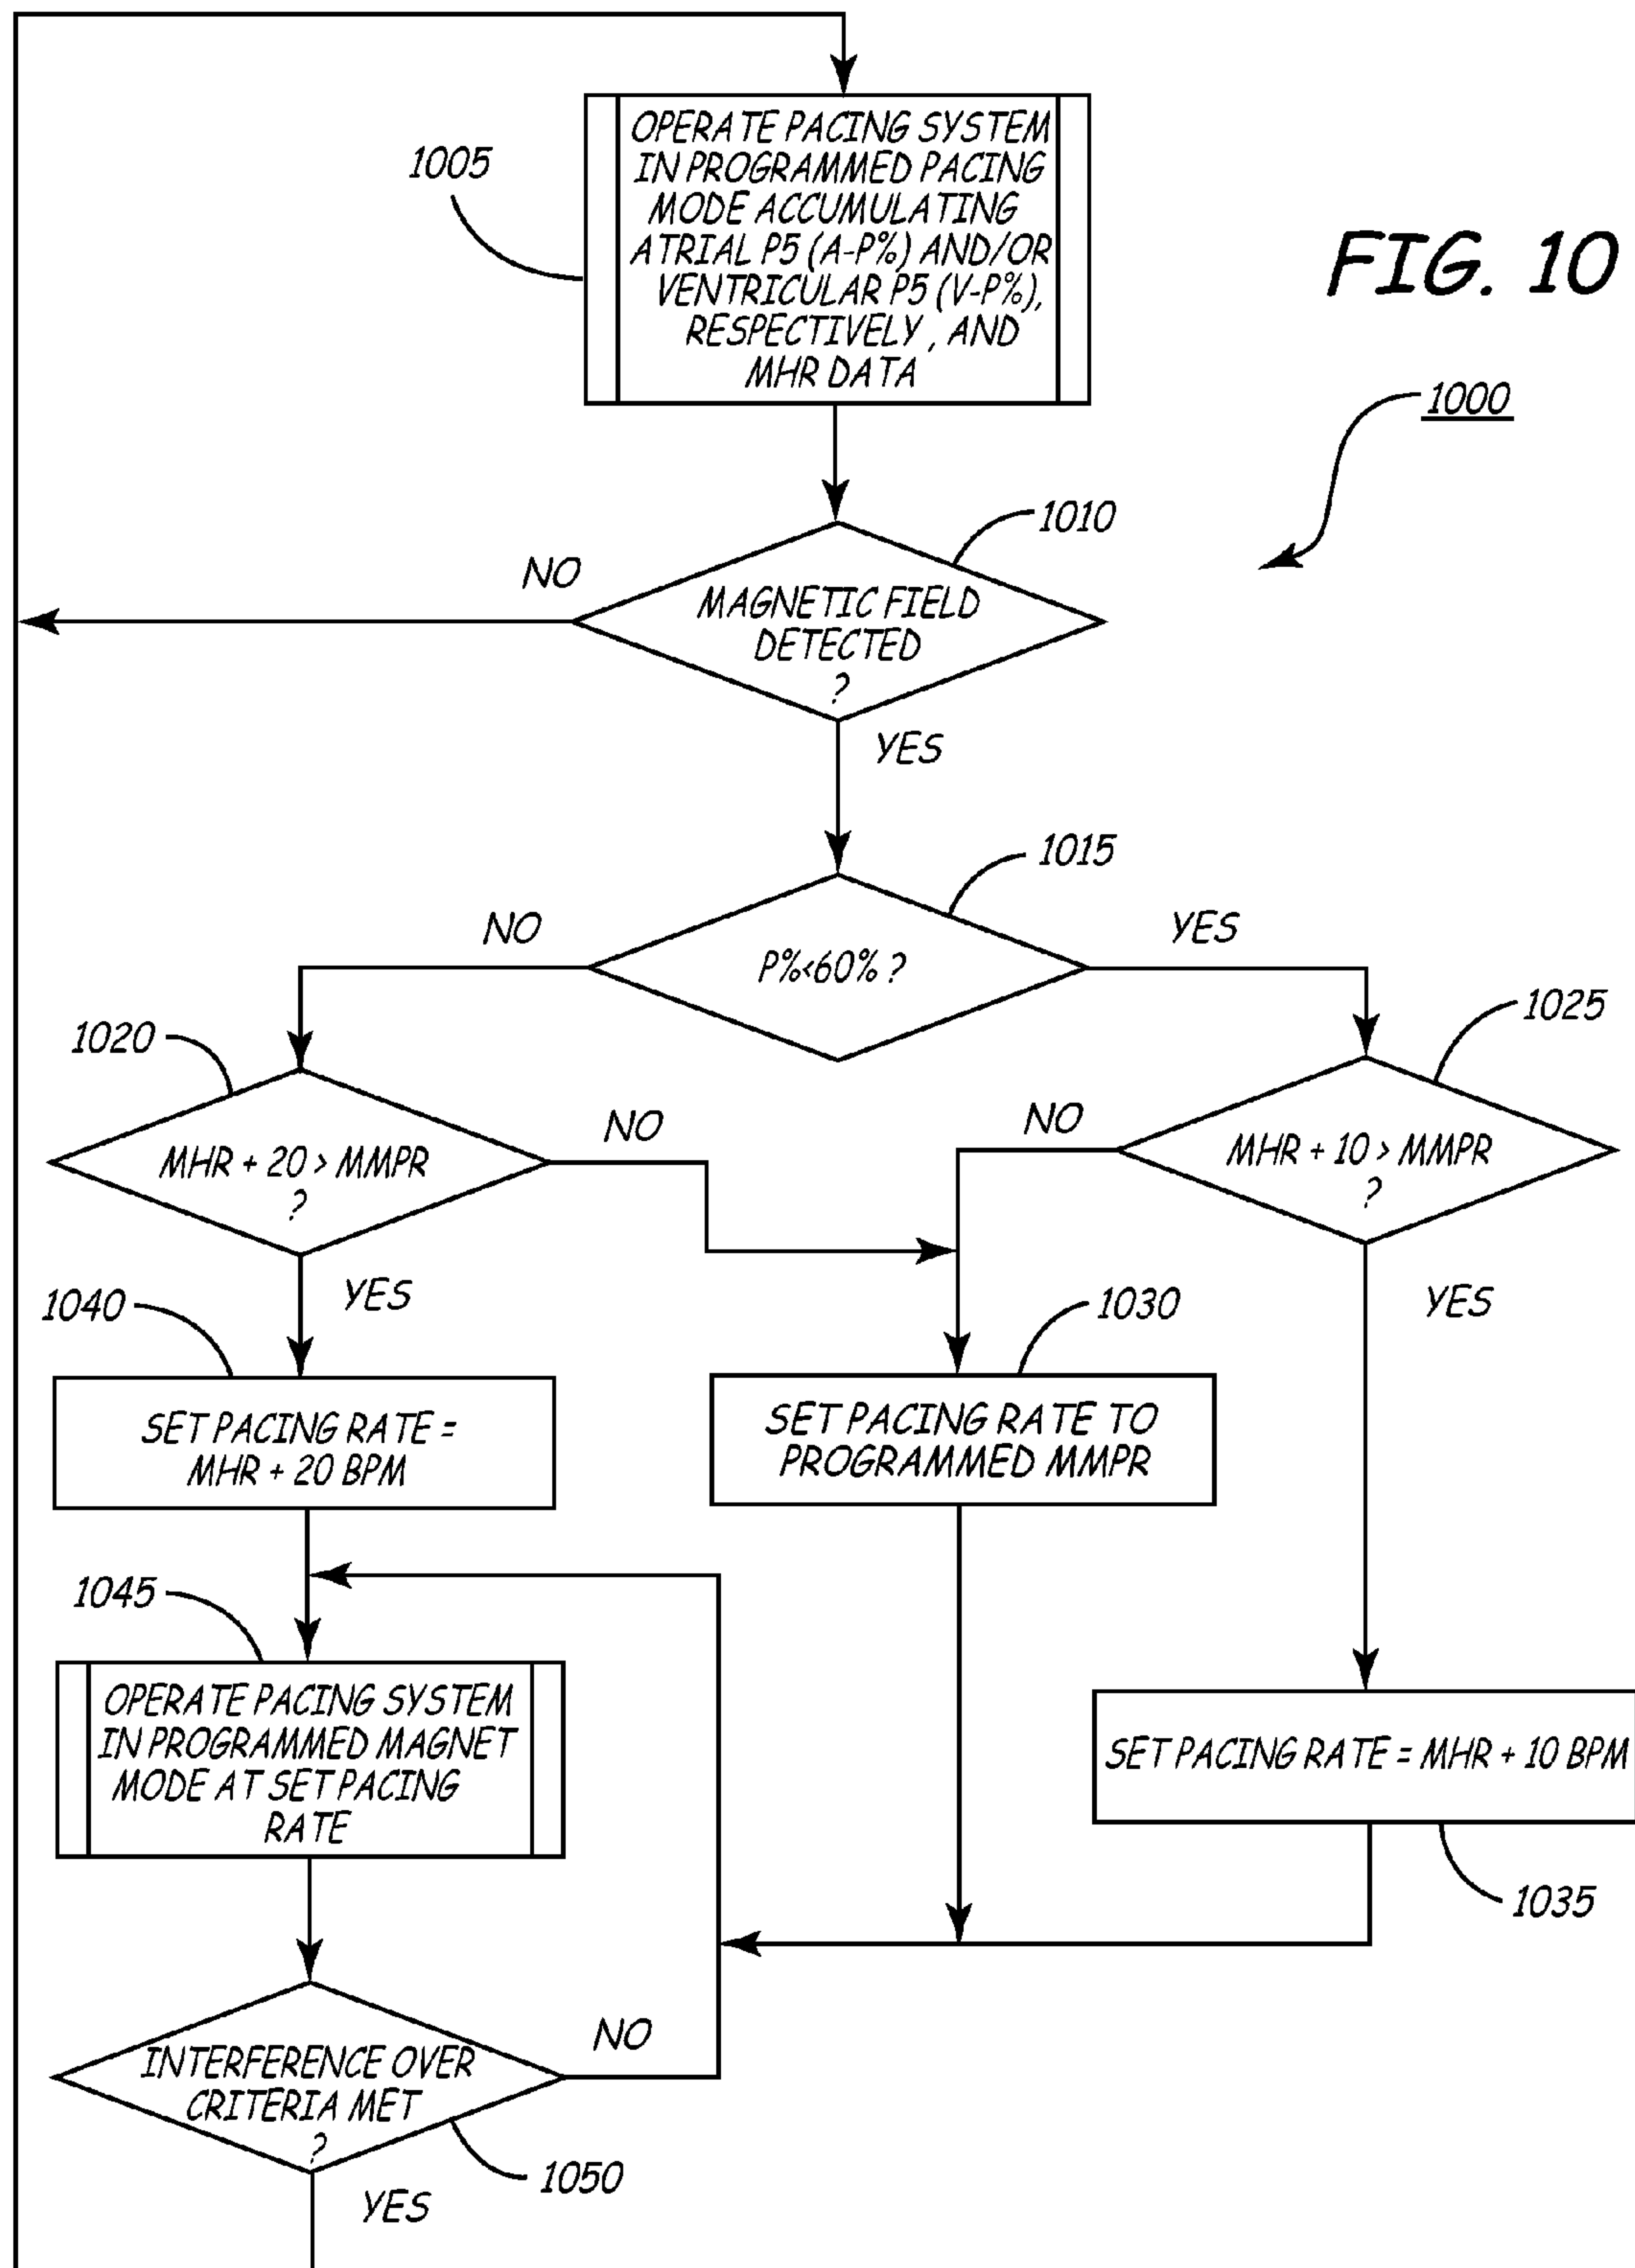 OPERATE PACING SYSTEM
IN PROGRAMMED PACING
MODE ACCUMULATING
ATRIAL P5 (A-P%) AND/OR
VENTRICULAR P5 (V-P%),
RESPECTIVELY, AND
MHR DATA
1005
FIG. 10
1000
1010
NO
MAGNETIC FIELD
DETECTED
?
YES
1015
NO
YES
P%<60% ?
1025
1020
NO
NO
MHR + 20 > MMPR
?
MHR + 10 > MMPR
?
YES
YES
1040
1030
SET PACING RATE =
MHR + 20 BPM
SET PACING RATE TO
PROGRAMMED MMPR
1045
OPERATE PACING SYSTEM
IN PROGRAMMED MAGNET
MODE AT SET PACING
RATE
SET PACING RATE = MHR + 10 BPM
1035
NO
INTERFERENCE OVER
CRITERIA MET
?
1050
YES